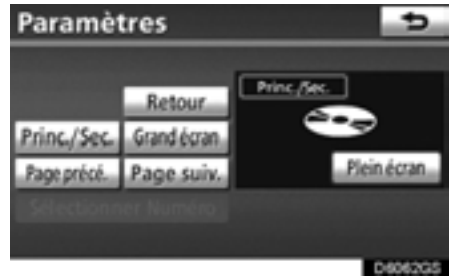 Paramètres
Retour
Princ./Sec.
Princ./Sec. Grand écran
Page précé. Page suiv. Plein écran
Sélectionner Numéro
D6062GS